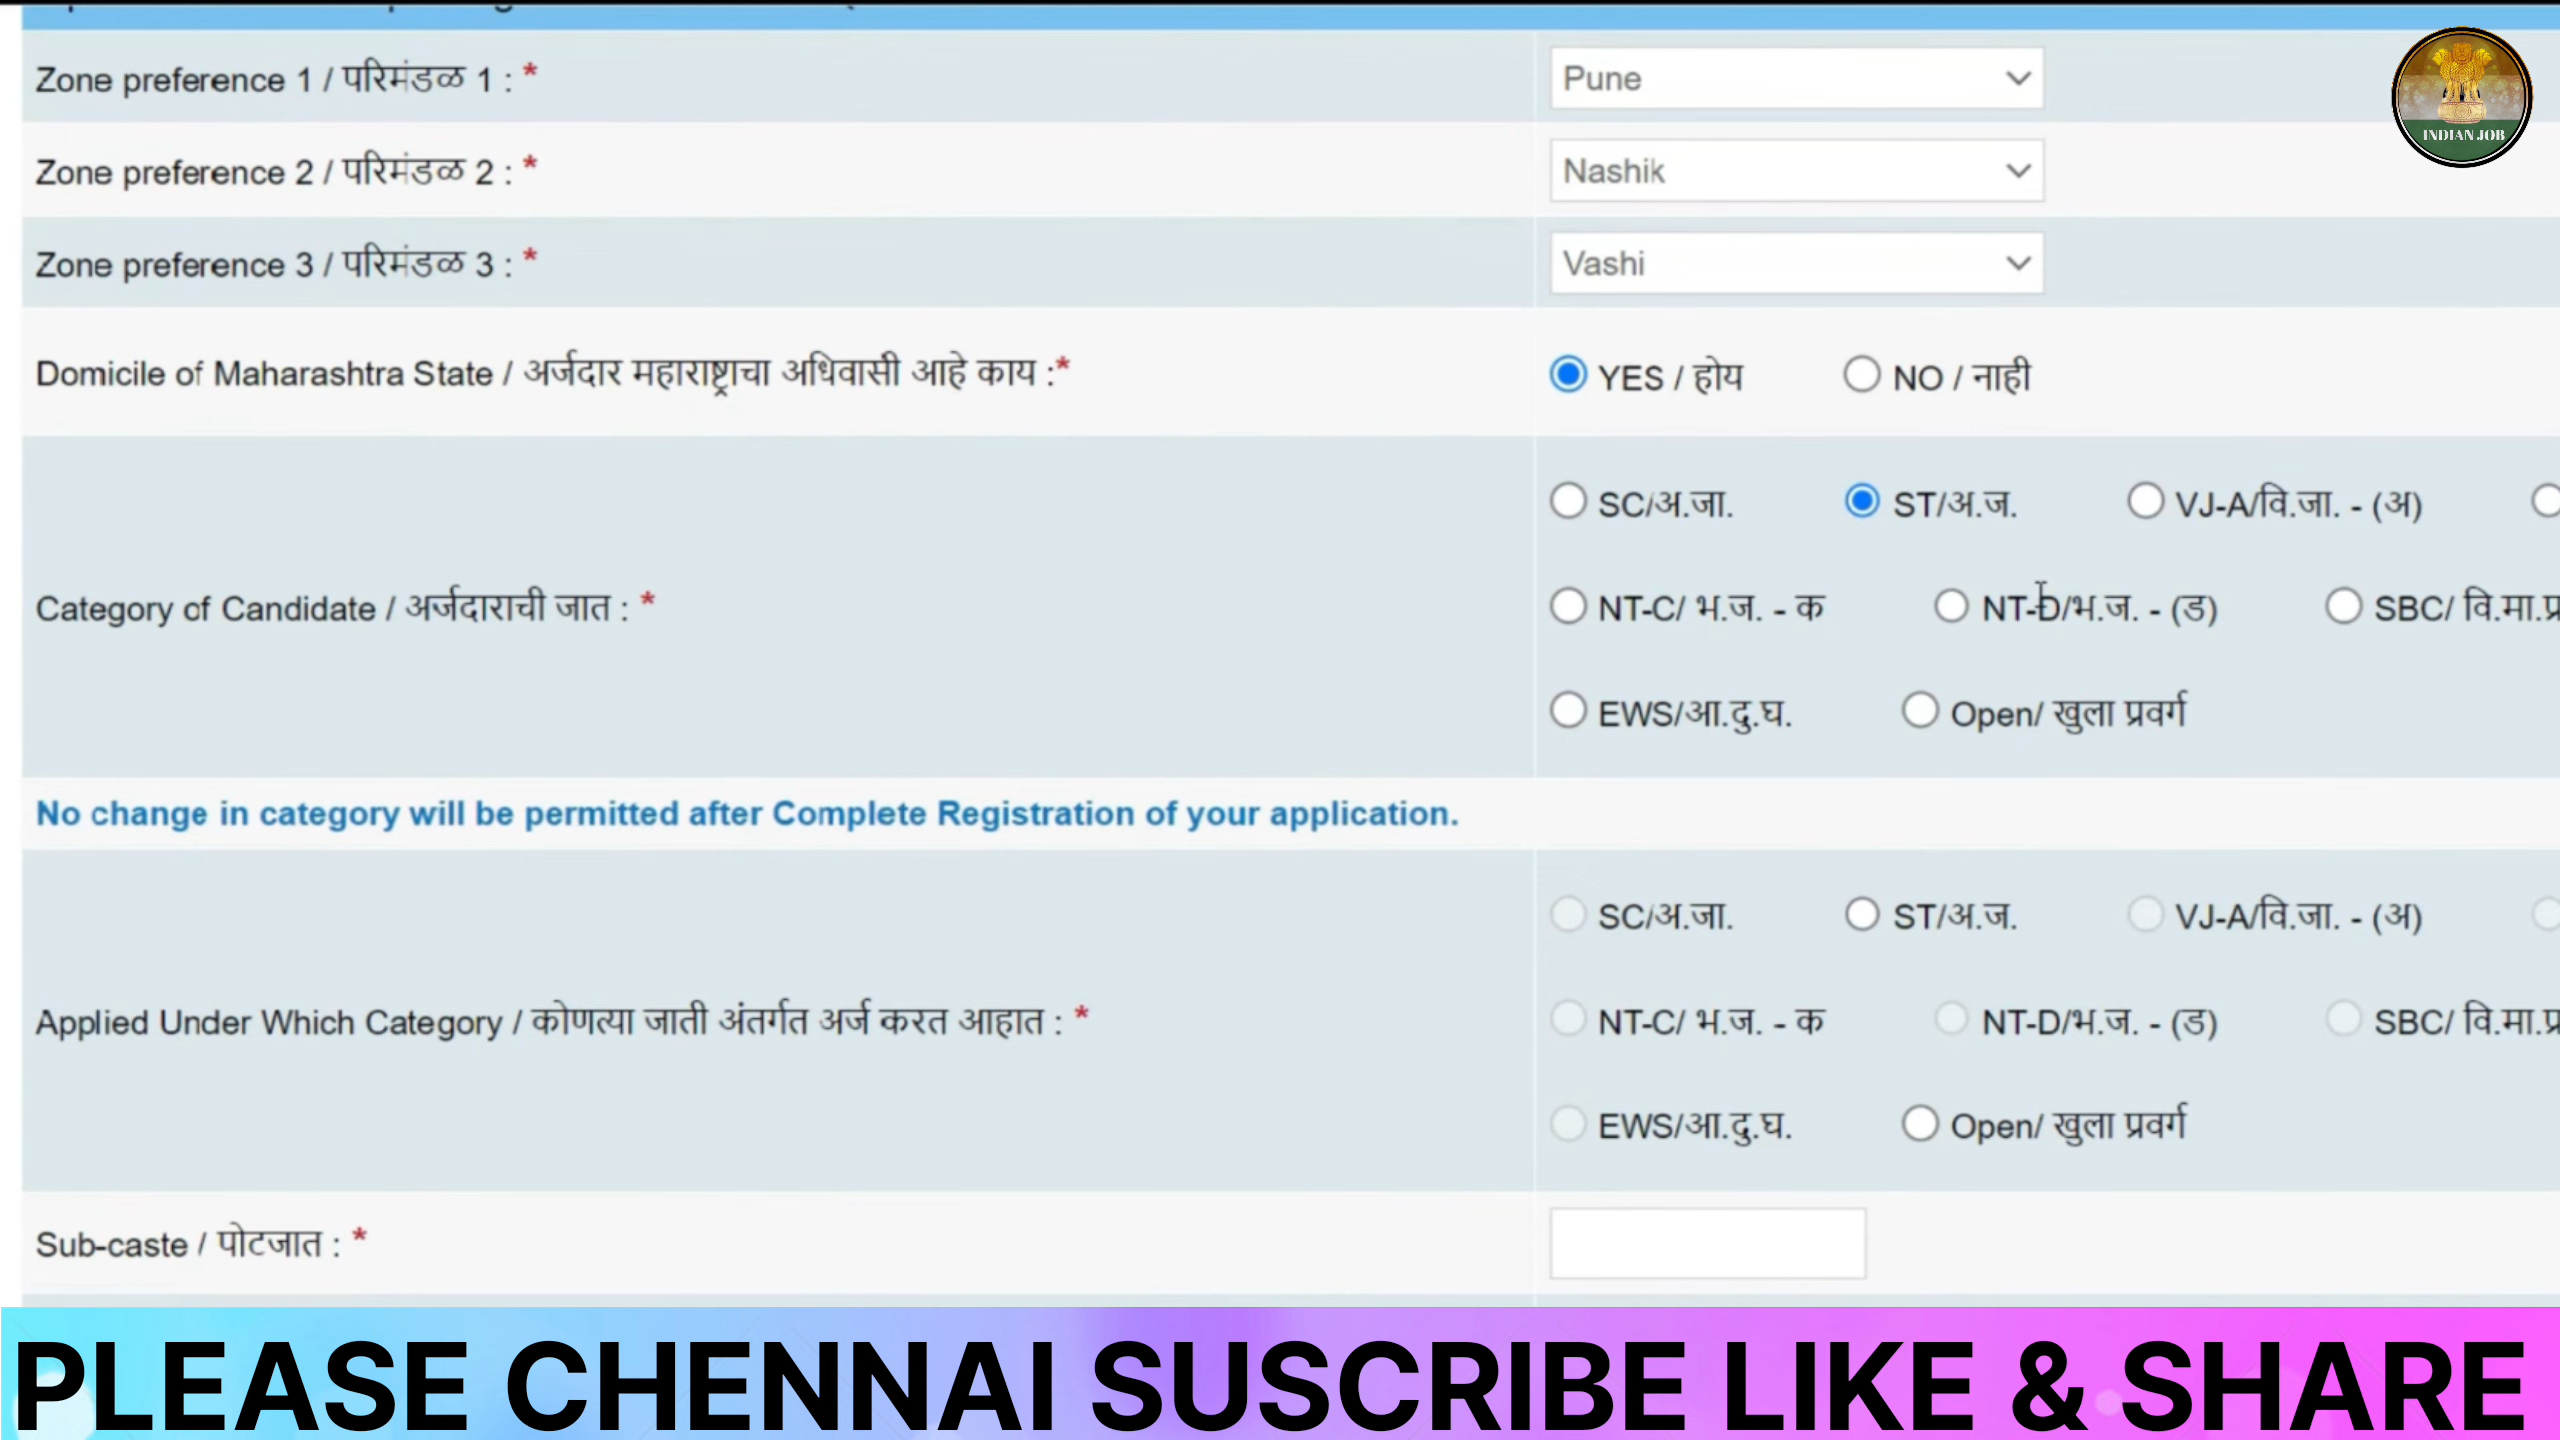 Zone preference 1 / परिमंडळ 1 : *
Pune
Zone preference 2 / परिमंडळ 2 : *
Nashik
Zone preference 3 / परिमंडळ 3 : *
Vashi
INDIAN JOB
Domicile of Maharashtra State / अर्जदार महाराष्ट्राचा अधिवासी आहे काय :*
YES / होय NO / नाही
Category of Candidate / अर्जदाराची जात : *
SC/अ.जा. ST/अ.ज. VJ-A/वि.जा. - (अ)
NT-C/ भ.ज. - क NT-D/भ.ज. - (ड) SBC/ वि.मा.प्र
EWS/आ.दु.घ. Open/ खुला प्रवर्ग
No change in category will be permitted after Complete Registration of your application.
Applied Under Which Category / कोणत्या जाती अंतर्गत अर्ज करत आहात : *
SC/अ.जा. ST/अ.ज. VJ-A/वि.जा. - (अ)
NT-C/ भ.ज. - क NT-D/भ.ज. - (ड) SBC/ वि.मा.प्र
EWS/आ.दु.घ. Open/ खुला प्रवर्ग
Sub-caste / पोटजात : *
PLEASE CHENNAI SUSCRIBE LIKE & SHARE